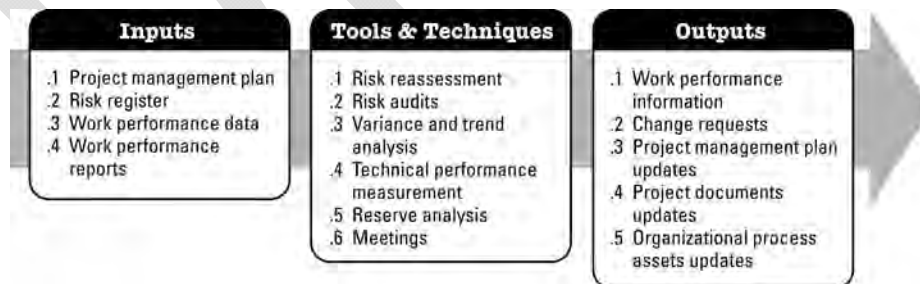 Inputs
.1 Project management plan
.2 Risk register
.3 Work performance data
.4 Work performance
reports
Tools & Techniques
.1 Risk reassessment
.2 Risk audits
.3 Variance and trend
analysis
.4 Technical performance
measurement
.5 Reserve analysis
.6 Meetings
Outputs
.1 Work performance
information
.2 Change requests
.3 Project management plan
updates
.4 Project documents
updates
.5 Organizational process
assets updates